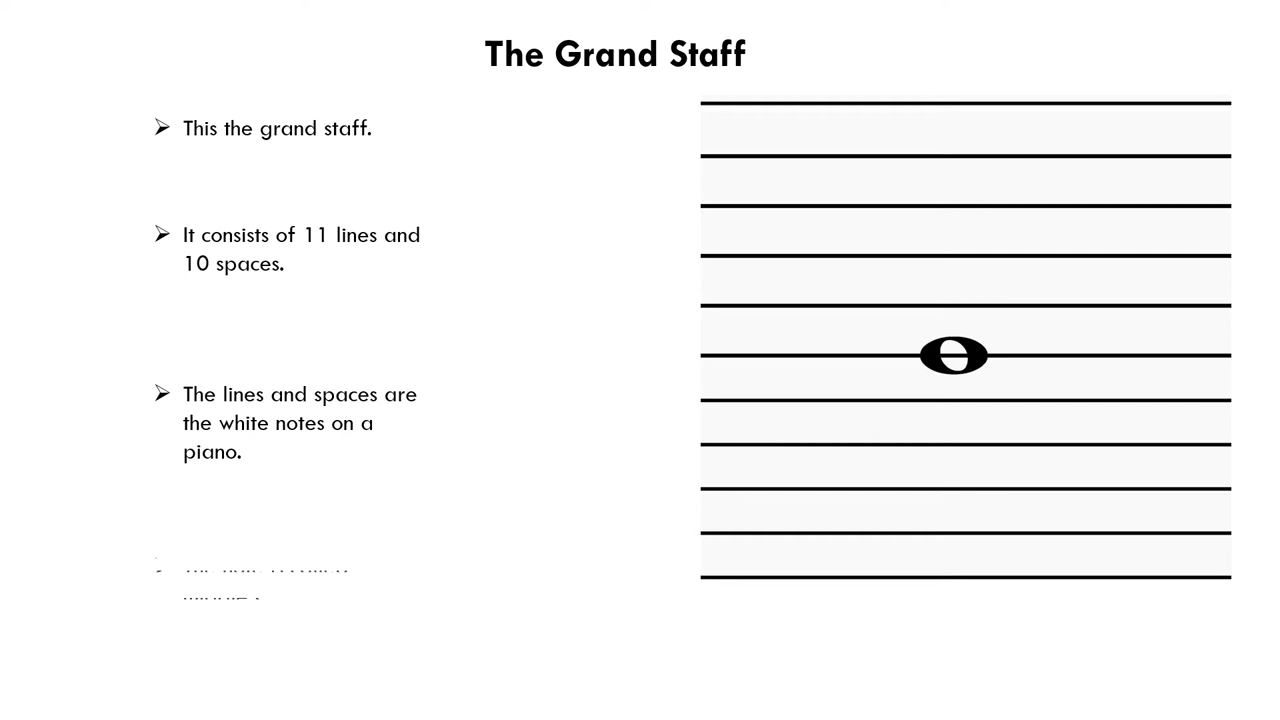 The Grand Staff
➢ This the grand staff.
➢ It consists of 11 lines and
10 spaces.
➢ The lines and spaces are
the white notes on a
piano.